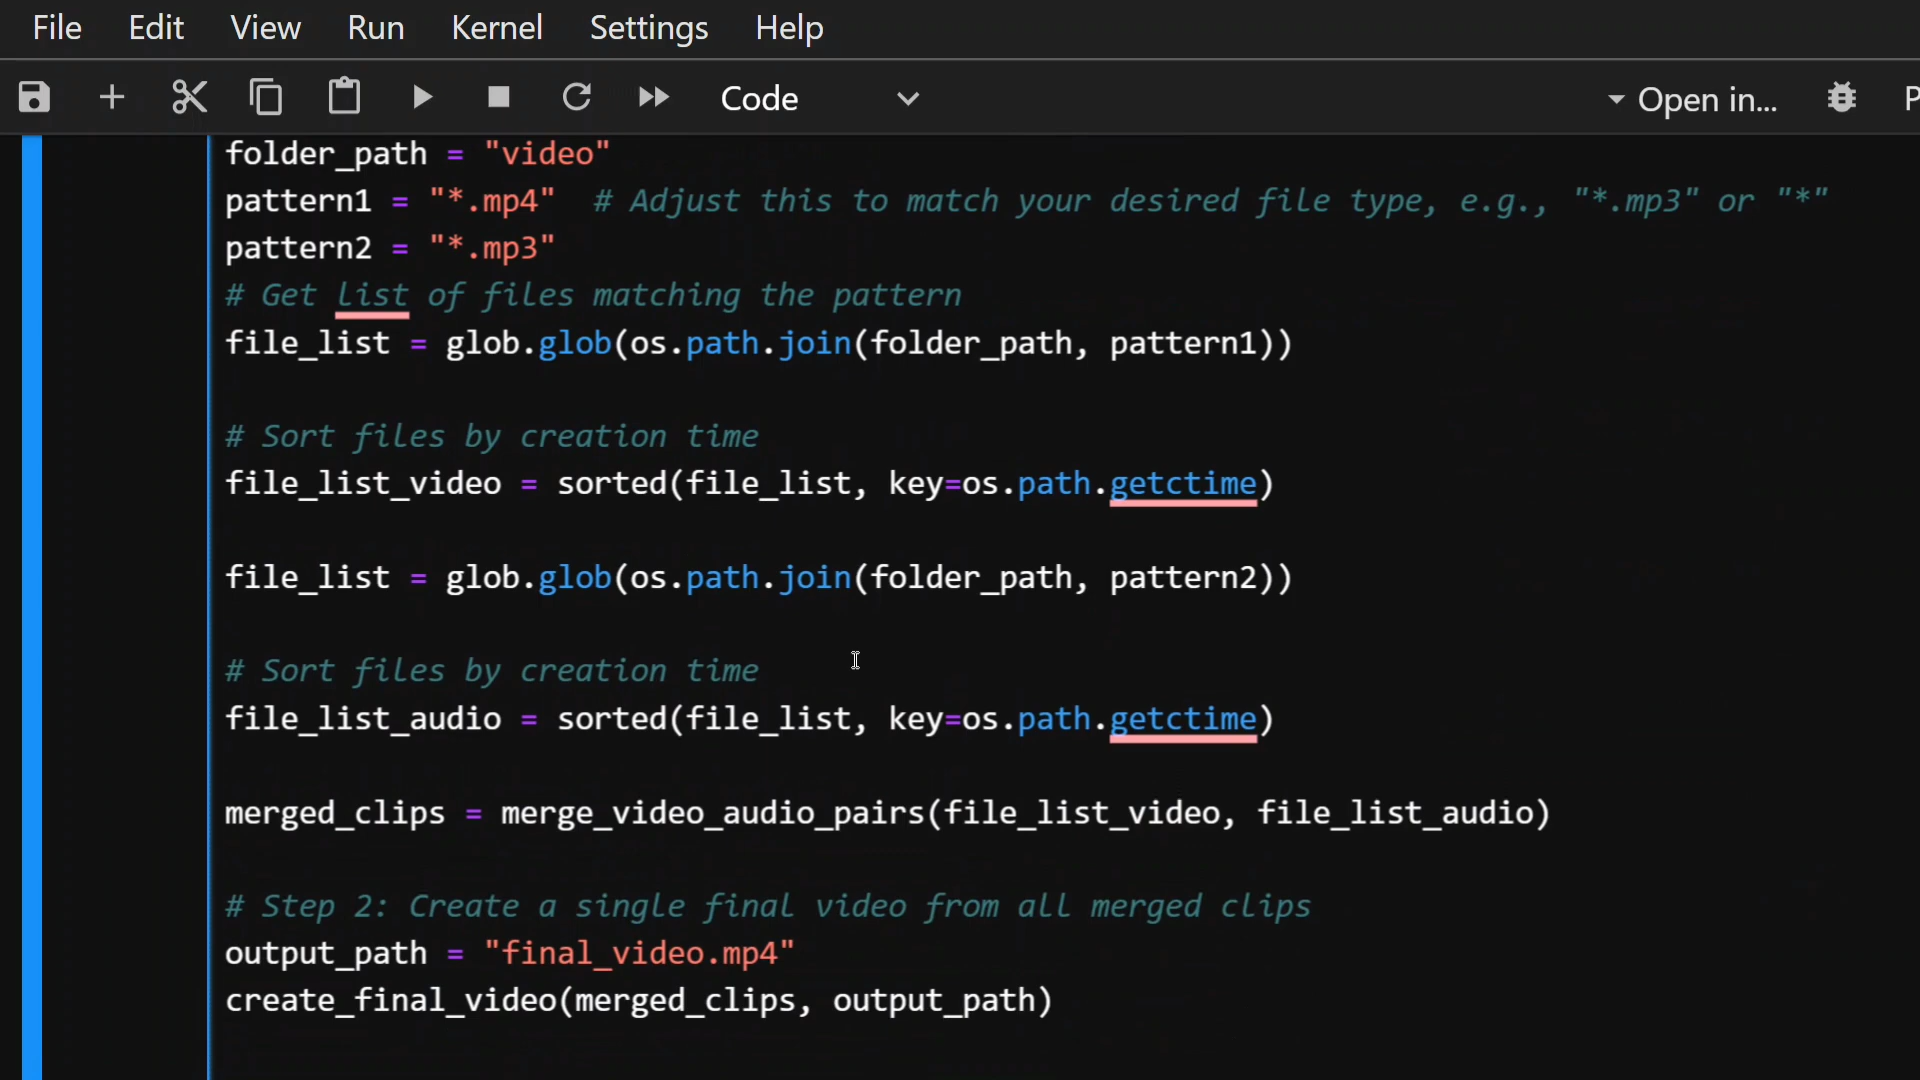 File Edit View Run Kernel Settings Help
Code Open in... P
folder_path = "video"
pattern1 = "*.mp4"  # Adjust this to match your desired file type, e.g., "*.mp3" or "*"
pattern2 = "*.mp3"
# Get list of files matching the pattern
file_list = glob.glob(os.path.join(folder_path, pattern1))
# Sort files by creation time
file_list_video = sorted(file_list, key=os.path.getctime)
file_list = glob.glob(os.path.join(folder_path, pattern2))
# Sort files by creation time
file_list_audio = sorted(file_list, key=os.path.getctime)
merged_clips = merge_video_audio_pairs(file_list_video, file_list_audio)
# Step 2: Create a single final video from all merged clips
output_path = "final_video.mp4"
create_final_video(merged_clips, output_path)